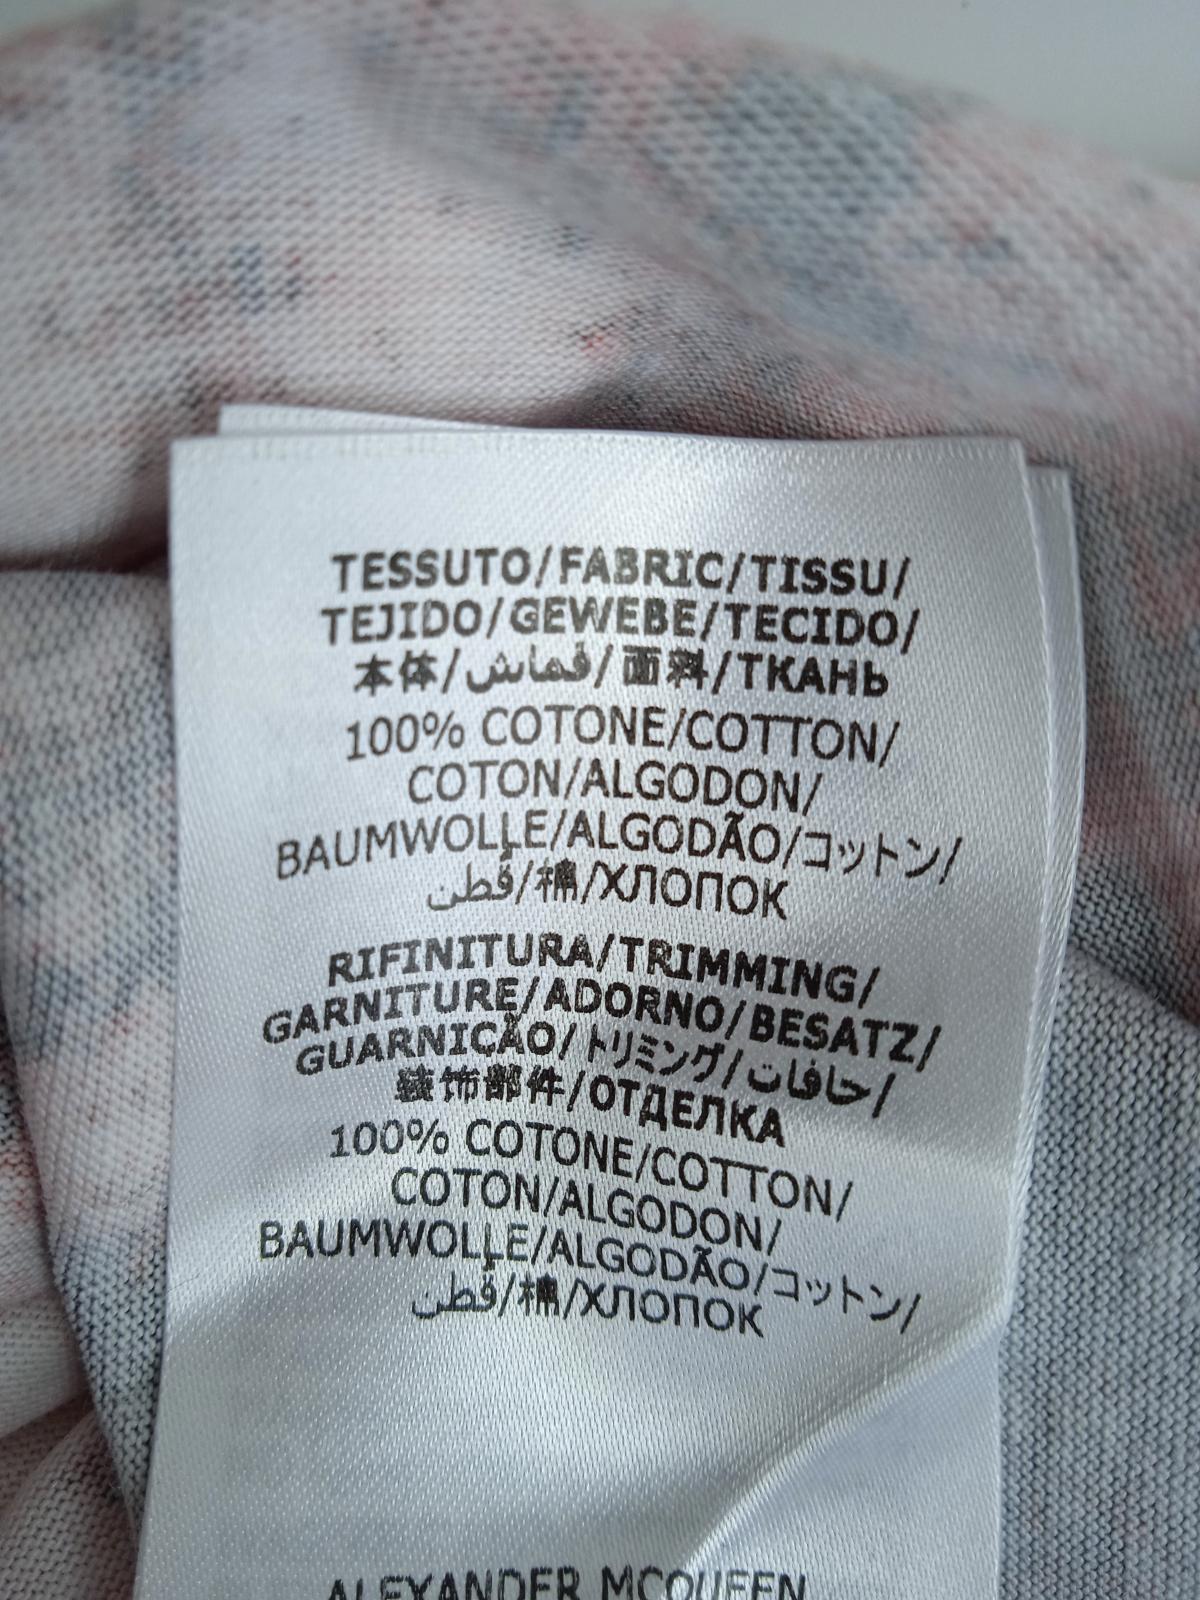 TESSUTO/FABRIC/TISSU/
TEJIDO/GEWEBE/TECIDO/
本体/قماش/面料/ТКАНЬ
100% COTONE/COTTON/
COTON/ALGODON/
BAUMWOLLE/ALGODÃO/コットン/
قطن/棉/ХЛОПОК
RIFINITURA/TRIMMING/
GARNITURE/ADORNO/BESATZ/
GUARNIÇÃO/トリミング/حافات/
装饰部件/ОТДЕЛКА
100% COTONE/COTTON/
COTON/ALGODON/
BAUMWOLLE/ALGODÃO/コットン/
قطن/棉/ХЛОПОК
ALEXANDER MCQUEEN